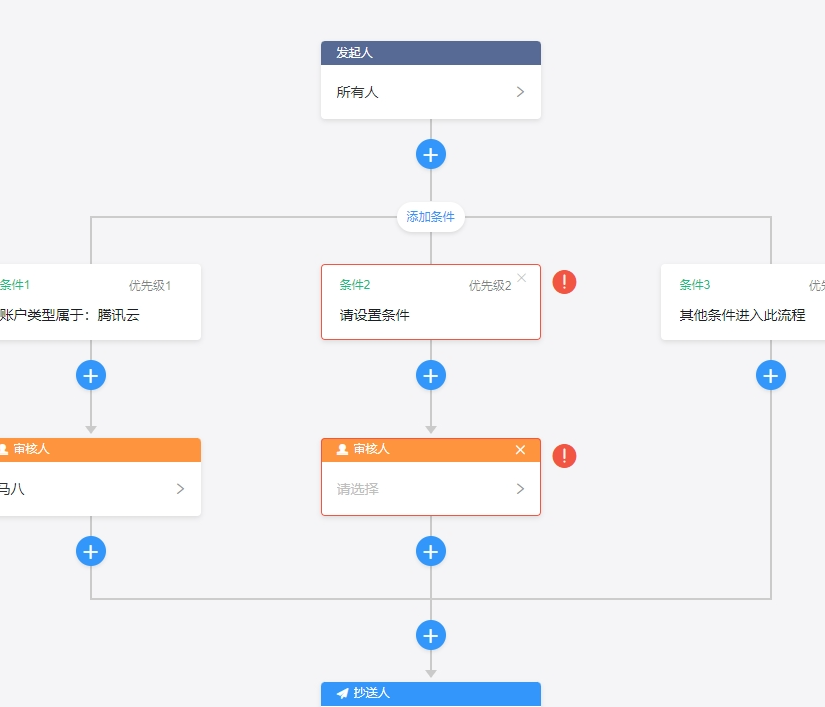 发起人
所有人
添加条件
条件1 优先级1
账户类型属于：腾讯云
条件2 优先级2
请设置条件
条件3 优先
其他条件进入此流程
审核人
马八
审核人
请选择
抄送人